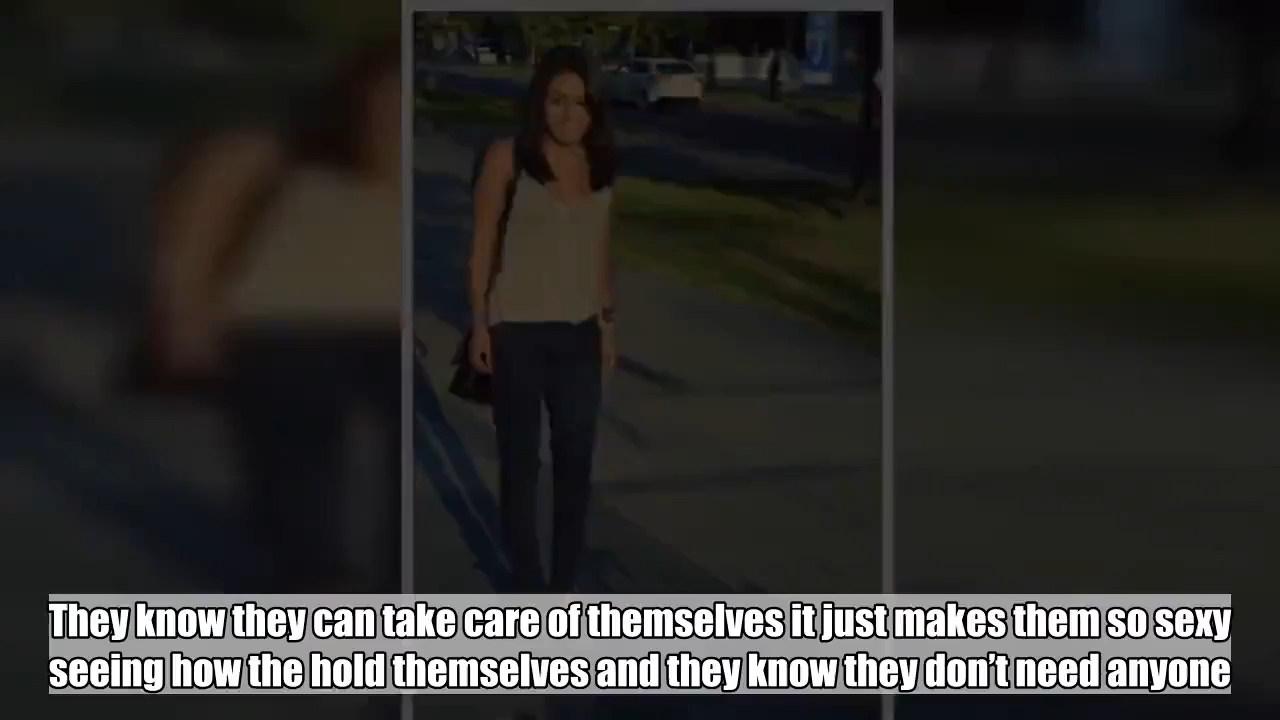 They know they can take care of themselves it just makes them so sexy
seeing how the hold themselves and they know they don't need anyone